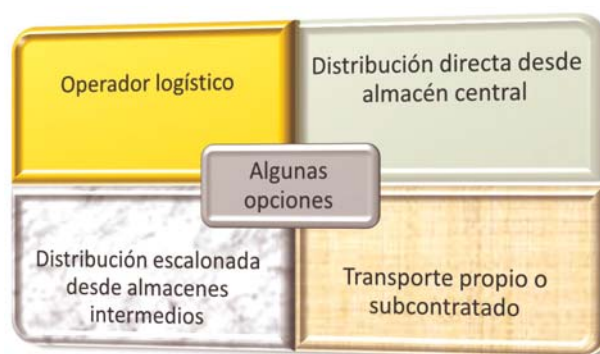 Operador logístico
Distribución directa desde
almacén central
Algunas
opciones
Distribución escalonada
desde almacenes
intermedios
Transporte propio o
subcontratado